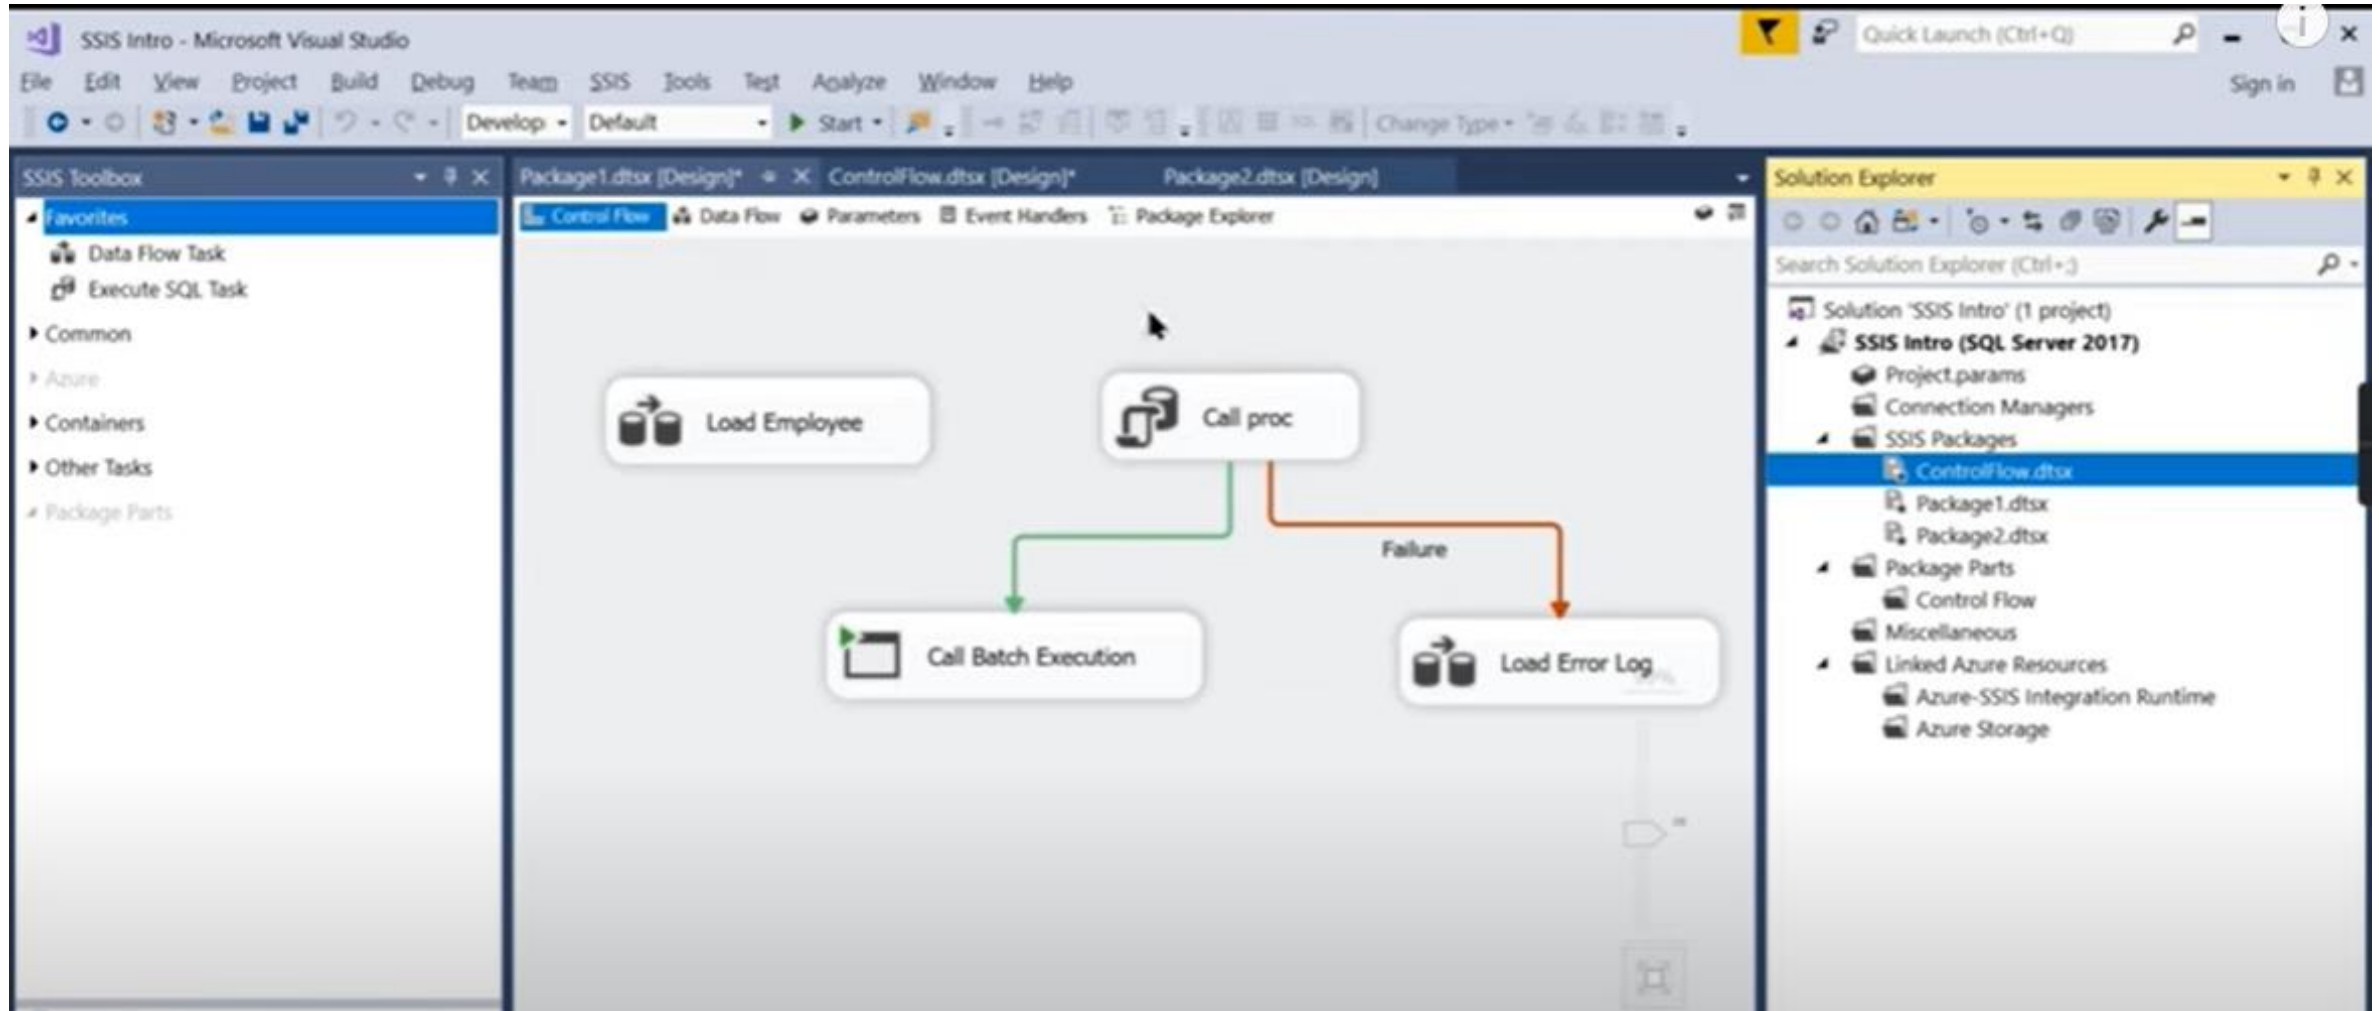 SSIS Intro - Microsoft Visual Studio
Quick Launch (Ctrl+Q)
File Edit View Project Build Debug Team SSIS Tools Test Analyze Window Help
Sign in
Develop Default Start Change Type
SSIS Toolbox
Favorites
Data Flow Task
Execute SQL Task
Common
Azure
Containers
Other Tasks
Package Parts
Package1.dtsx [Design]* ControlFlow.dtsx [Design]* Package2.dtsx [Design]
Control Flow Data Flow Parameters Event Handlers Package Explorer
Load Employee
Call proc
Failure
Call Batch Execution
Load Error Log
Solution Explorer
Search Solution Explorer (Ctrl+;)
Solution 'SSIS Intro' (1 project)
SSIS Intro (SQL Server 2017)
Project.params
Connection Managers
SSIS Packages
ControlFlow.dtsx
Package1.dtsx
Package2.dtsx
Package Parts
Control Flow
Miscellaneous
Linked Azure Resources
Azure-SSIS Integration Runtime
Azure Storage